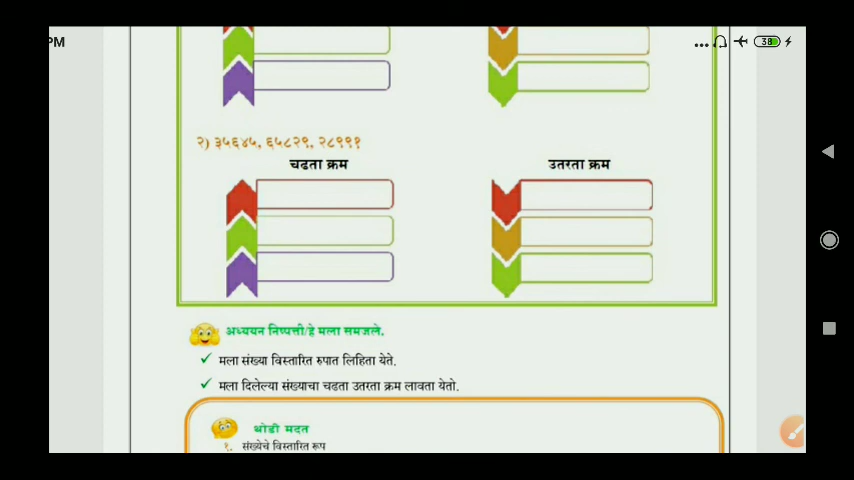 PM
38
२) ३५६४५, ६५८२९, २८९९१
चढता क्रम
उतरता क्रम
अध्ययन निष्पत्ती/हे मला समजले.
✓ मला संख्या विस्तारित रुपात लिहिता येते.
✓ मला दिलेल्या संख्याचा चढता उतरता क्रम लावता येतो.
थोडी मदत
१. संख्येचे विस्तारित रूप